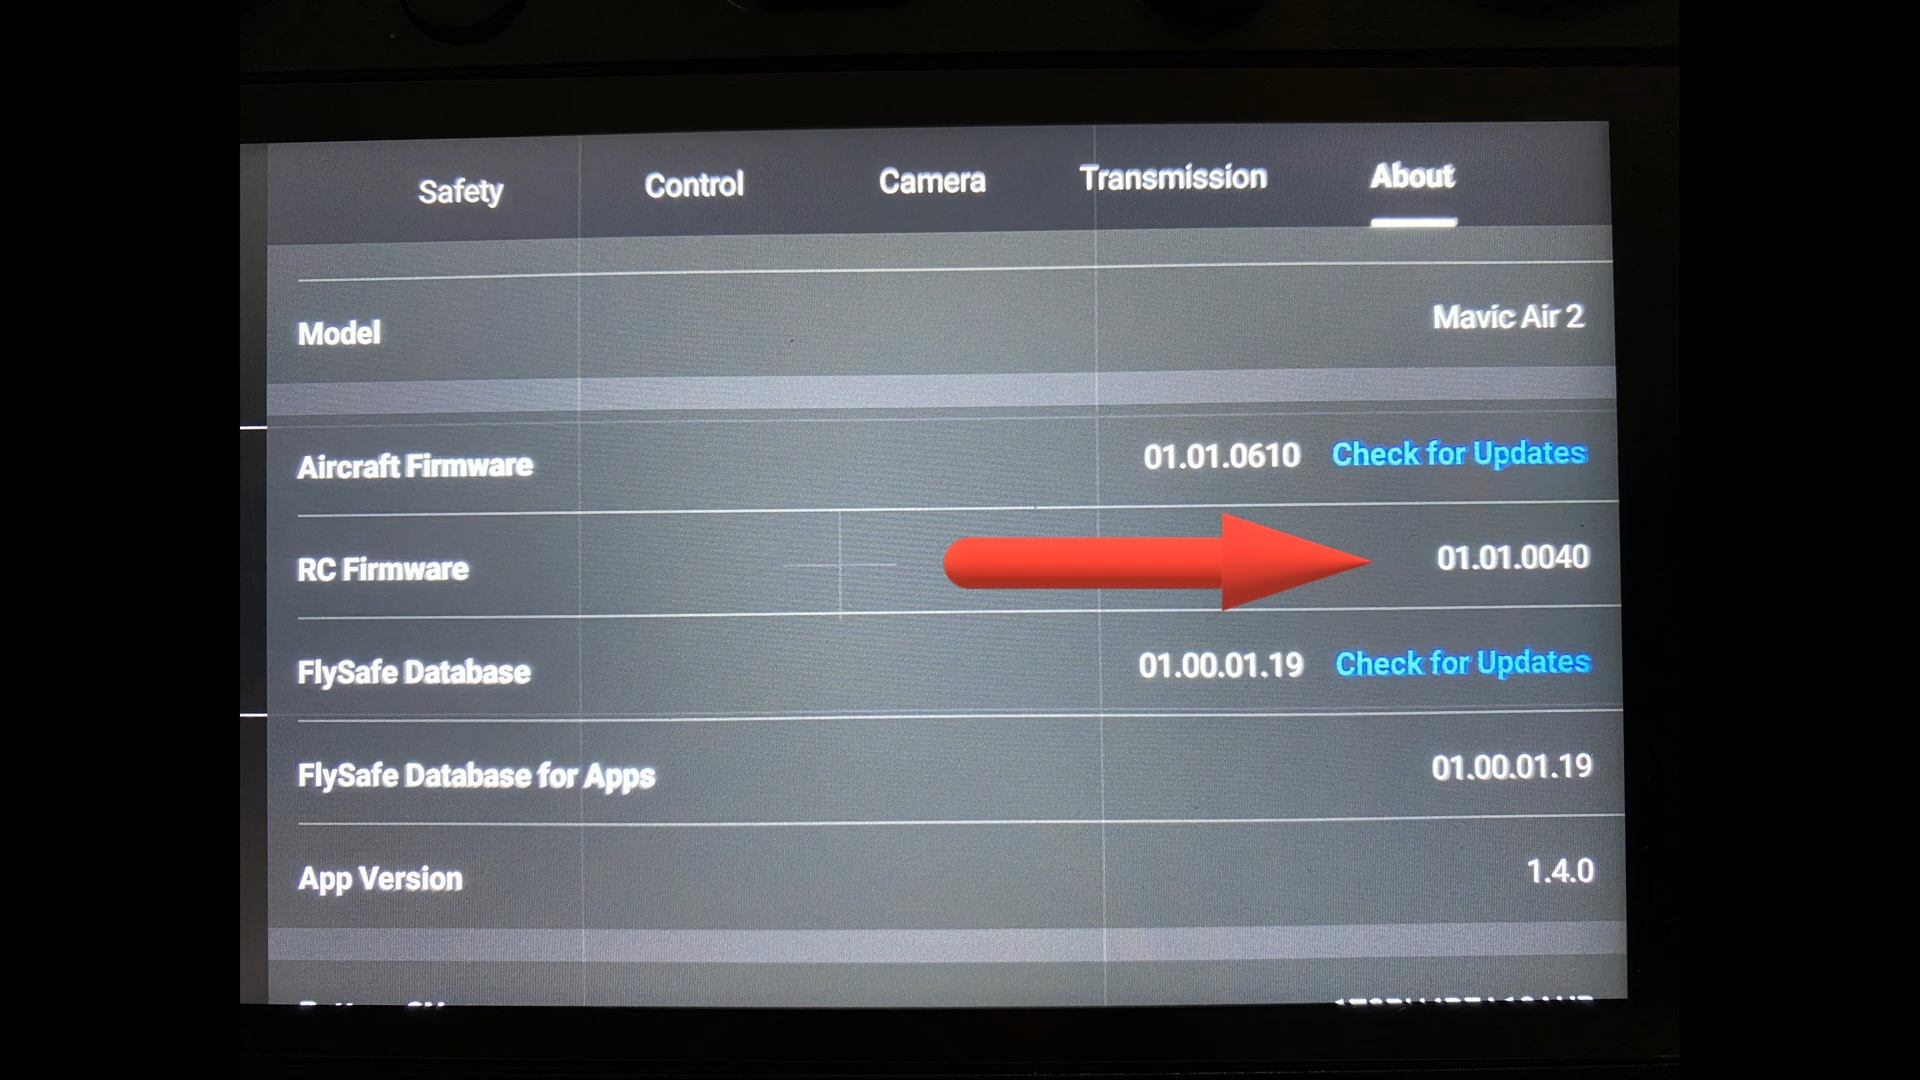 Safety Control Camera Transmission About
Model Mavic Air 2
Aircraft Firmware 01.01.0610 Check for Updates
RC Firmware 01.01.0040
FlySafe Database 01.00.01.19 Check for Updates
FlySafe Database for Apps 01.00.01.19
App Version 1.4.0